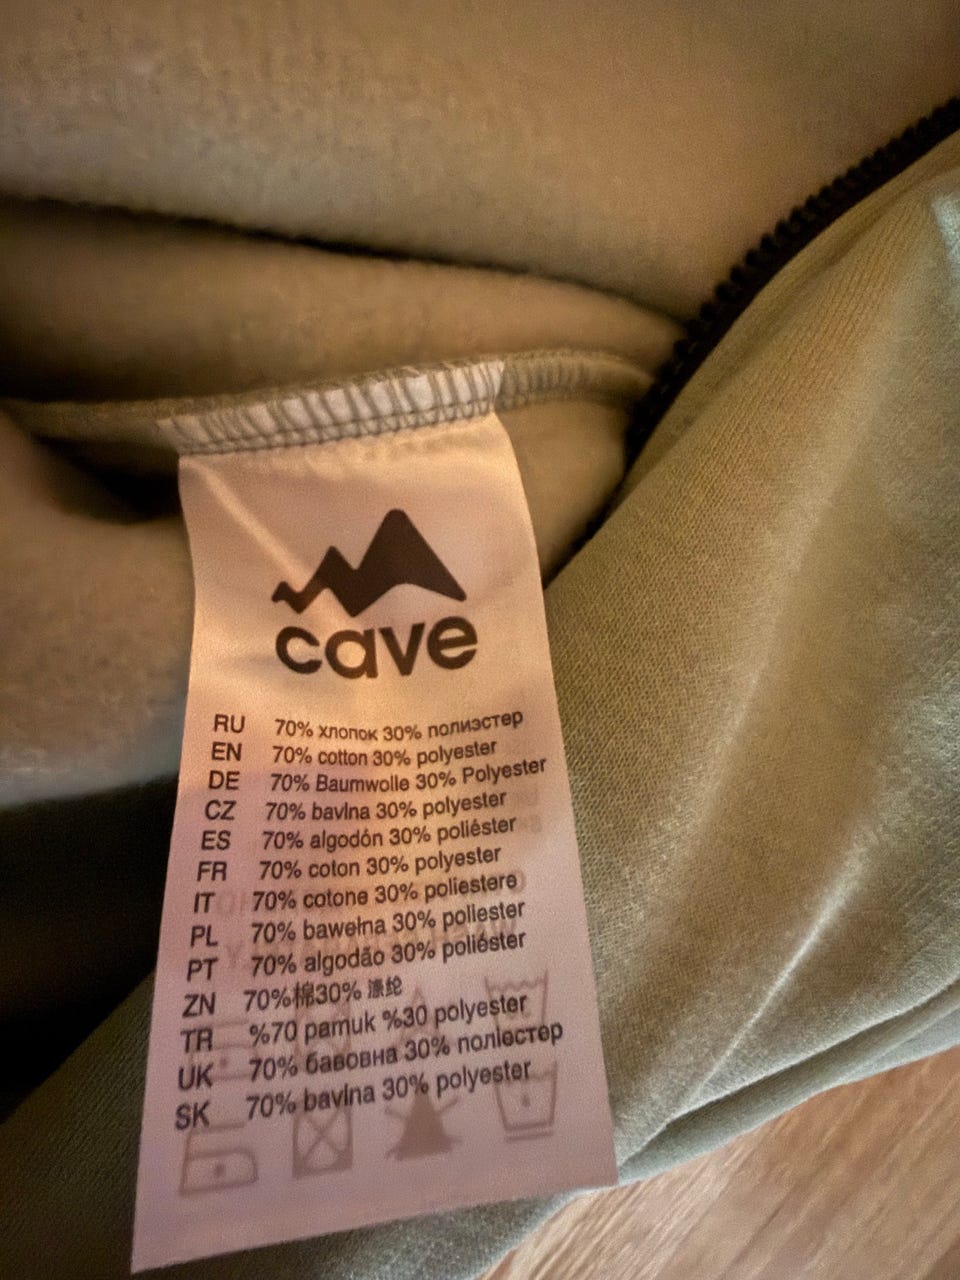 cave
RU 70% хлопок 30% полиэстер
EN 70% cotton 30% polyester
DE 70% Baumwolle 30% Polyester
CZ 70% bavlna 30% polyester
ES 70% algodón 30% poliéster
FR 70% coton 30% polyester
IT 70% cotone 30% poliestere
PL 70% bawełna 30% poliester
PT 70% algodão 30% poliéster
ZN 70%棉30%
TR %70 pamuk %30 polyester
UK 70% бавовна 30% поліестер
SK 70% bavlna 30% polyester